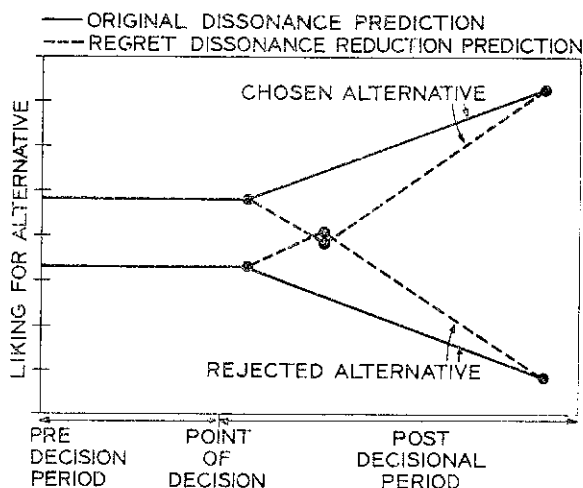 ORIGINAL DISSONANCE PREDICTION
REGRET DISSONANCE REDUCTION PREDICTION
CHOSEN ALTERNATIVE
LIKING FOR ALTERNATIVE
REJECTED ALTERNATIVE
PRE
DECISION
PERIOD
POINT
OF
DECISION
POST
DECISIONAL
PERIOD